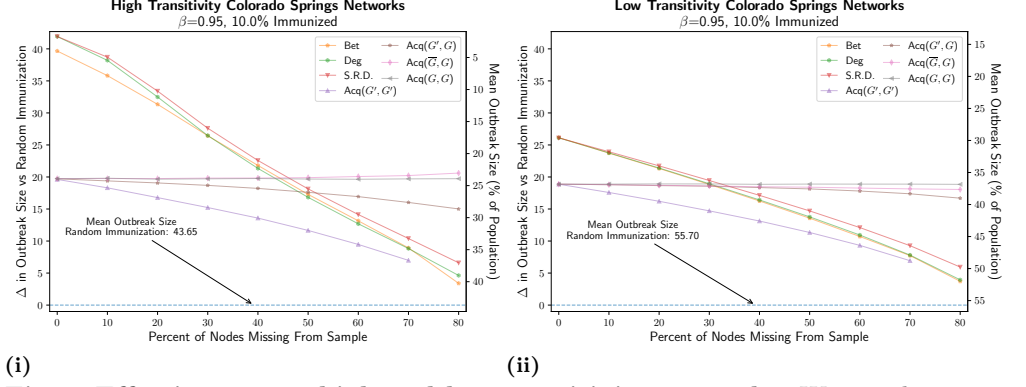 High Transitivity Colorado Springs Networks
β=0.95, 10.0% Immunized
Δ in Outbreak Size vs Random Immunization
40
35
30
25
20
15
10
5
0
Bet
Deg
S.R.D.
Acq(G′, G′)
Acq(G′, G)
Acq(G̅, G)
Acq(G, G)
Mean Outbreak Size
Random Immunization: 43.65
5
10
15
20
25
30
35
40
Mean Outbreak Size (% of Population)
0 10 20 30 40 50 60 70 80
Percent of Nodes Missing From Sample
(i)
Low Transitivity Colorado Springs Networks
β=0.95, 10.0% Immunized
Δ in Outbreak Size vs Random Immunization
40
35
30
25
20
15
10
5
0
Bet
Deg
S.R.D.
Acq(G′, G′)
Acq(G′, G)
Acq(G̅, G)
Acq(G, G)
Mean Outbreak Size
Random Immunization: 55.70
15
20
25
30
35
40
45
50
55
Mean Outbreak Size (% of Population)
0 10 20 30 40 50 60 70 80
Percent of Nodes Missing From Sample
(ii)